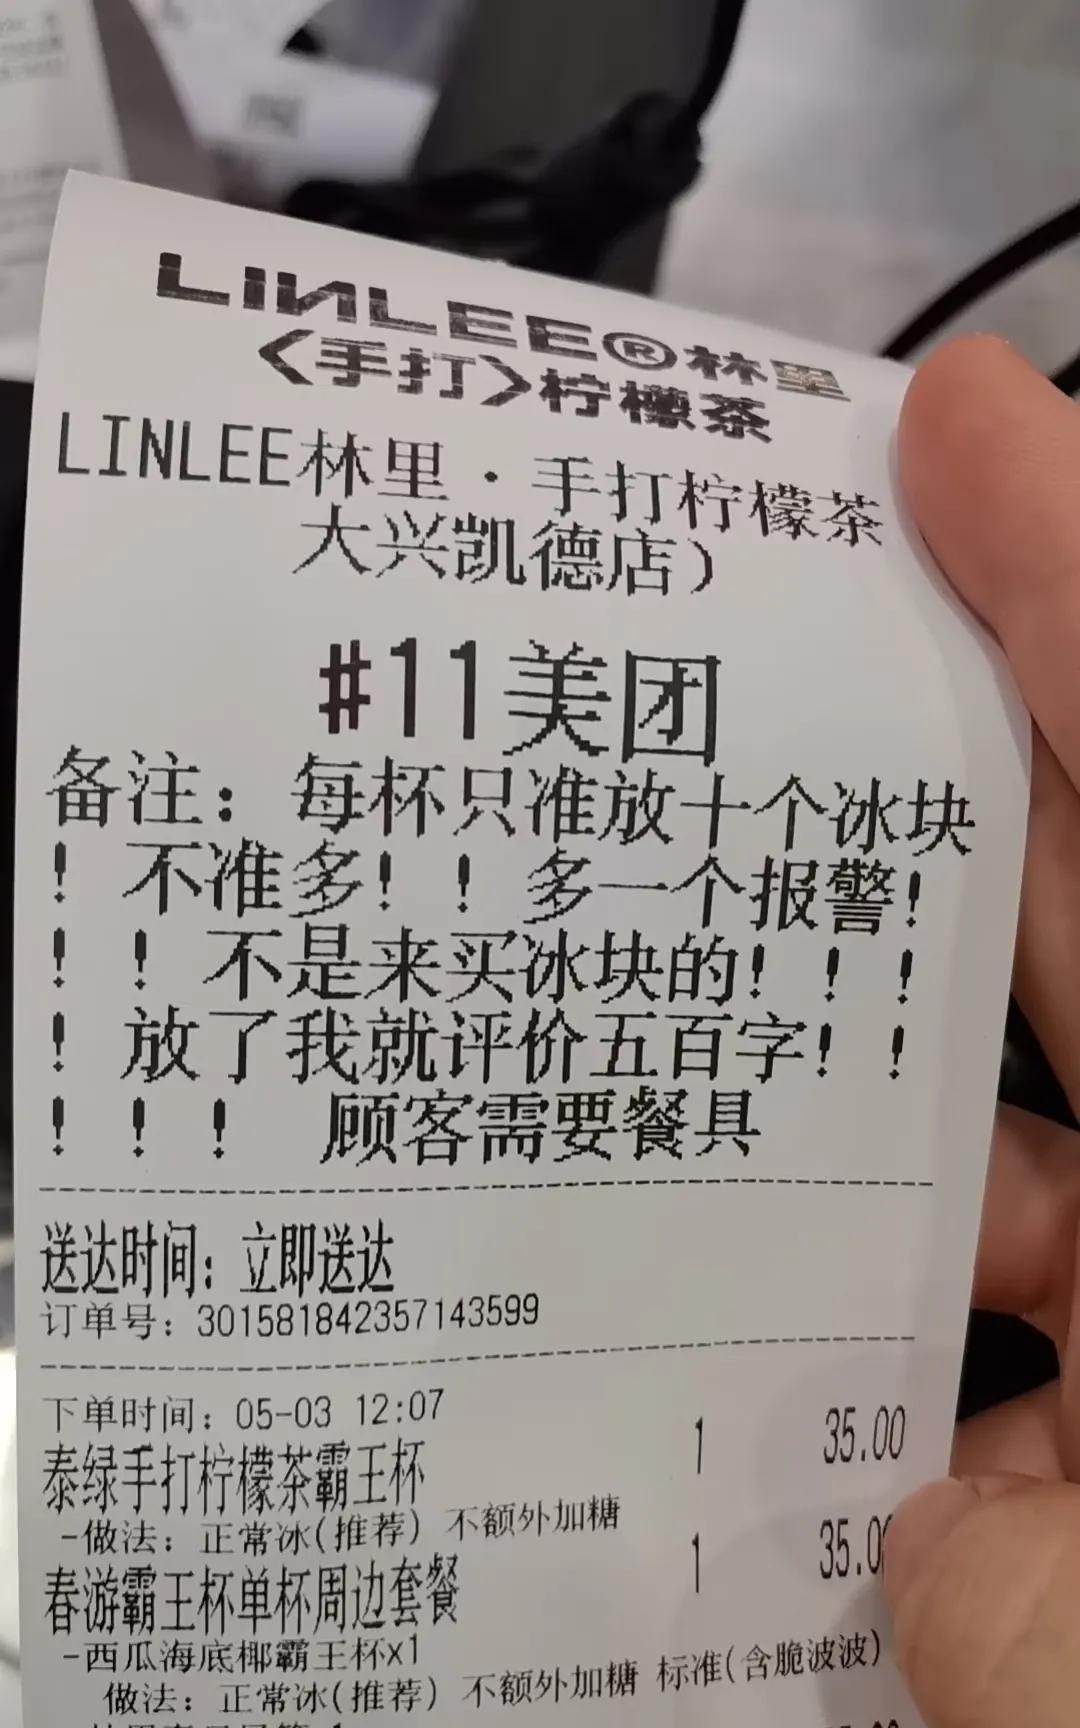 LINLEE®林里
<手打>柠檬茶
LINLEE林里·手打柠檬茶
大兴凯德店)
#11美团
备注: 每杯只准放十个冰块
! 不准多! ! 多一个报警!
! ! 不是来买冰块的! ! !
! 放了我就评价五百字! !
! ! ! 顾客需要餐具
送达时间: 立即送达
订单号: 301581842357143599
下单时间: 05-03 12:07
泰绿手打柠檬茶霸王杯 1 35.00
-做法: 正常冰(推荐) 不额外加糖
春游霸王杯单杯周边套餐 1 35.00
-西瓜海底椰霸王杯x1
做法: 正常冰(推荐) 不额外加糖 标准(含脆波波)